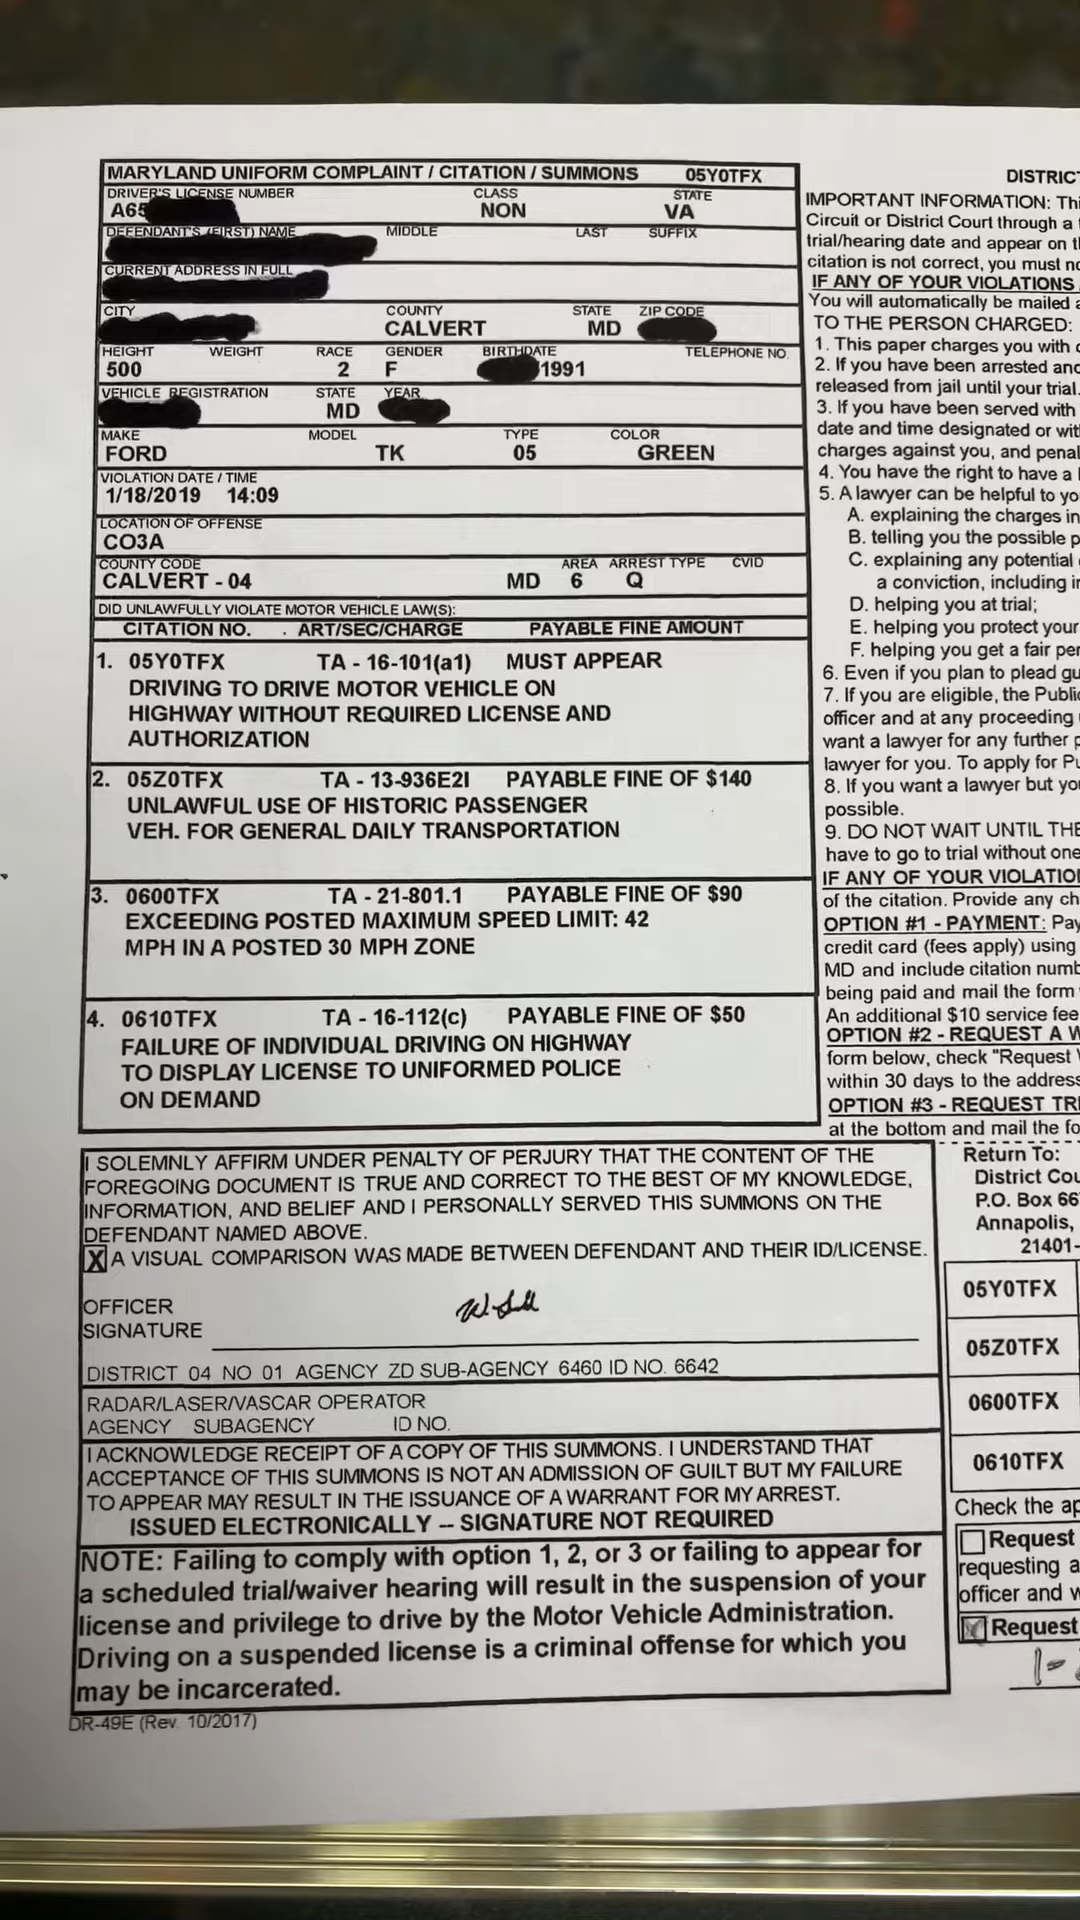 MARYLAND UNIFORM COMPLAINT / CITATION / SUMMONS 05Y0TFX
DRIVER'S LICENSE NUMBER CLASS STATE
A65 NON VA
DEFENDANT'S (FIRST) NAME MIDDLE LAST SUFFIX
CURRENT ADDRESS IN FULL
CITY COUNTY STATE ZIP CODE
CALVERT MD
HEIGHT WEIGHT RACE GENDER BIRTHDATE TELEPHONE NO.
500 2 F 1991
VEHICLE REGISTRATION STATE YEAR
MD
MAKE MODEL TYPE COLOR
FORD TK 05 GREEN
VIOLATION DATE / TIME
1/18/2019 14:09
LOCATION OF OFFENSE
CO3A
COUNTY CODE AREA ARREST TYPE CVID
CALVERT - 04 MD 6 Q
DID UNLAWFULLY VIOLATE MOTOR VEHICLE LAW(S):
CITATION NO. . ART/SEC/CHARGE PAYABLE FINE AMOUNT
1. 05Y0TFX TA - 16-101(a1) MUST APPEAR
DRIVING TO DRIVE MOTOR VEHICLE ON
HIGHWAY WITHOUT REQUIRED LICENSE AND
AUTHORIZATION
2. 05Z0TFX TA - 13-936E2I PAYABLE FINE OF $140
UNLAWFUL USE OF HISTORIC PASSENGER
VEH. FOR GENERAL DAILY TRANSPORTATION
3. 0600TFX TA - 21-801.1 PAYABLE FINE OF $90
EXCEEDING POSTED MAXIMUM SPEED LIMIT: 42
MPH IN A POSTED 30 MPH ZONE
4. 0610TFX TA - 16-112(c) PAYABLE FINE OF $50
FAILURE OF INDIVIDUAL DRIVING ON HIGHWAY
TO DISPLAY LICENSE TO UNIFORMED POLICE
ON DEMAND
I SOLEMNLY AFFIRM UNDER PENALTY OF PERJURY THAT THE CONTENT OF THE
FOREGOING DOCUMENT IS TRUE AND CORRECT TO THE BEST OF MY KNOWLEDGE,
INFORMATION, AND BELIEF AND I PERSONALLY SERVED THIS SUMMONS ON THE
DEFENDANT NAMED ABOVE.
X A VISUAL COMPARISON WAS MADE BETWEEN DEFENDANT AND THEIR ID/LICENSE.
OFFICER
SIGNATURE
DISTRICT 04 NO 01 AGENCY ZD SUB-AGENCY 6460 ID NO. 6642
RADAR/LASER/VASCAR OPERATOR
AGENCY SUBAGENCY ID NO.
I ACKNOWLEDGE RECEIPT OF A COPY OF THIS SUMMONS. I UNDERSTAND THAT
ACCEPTANCE OF THIS SUMMONS IS NOT AN ADMISSION OF GUILT BUT MY FAILURE
TO APPEAR MAY RESULT IN THE ISSUANCE OF A WARRANT FOR MY ARREST.
ISSUED ELECTRONICALLY -- SIGNATURE NOT REQUIRED
NOTE: Failing to comply with option 1, 2, or 3 or failing to appear for
a scheduled trial/waiver hearing will result in the suspension of your
license and privilege to drive by the Motor Vehicle Administration.
Driving on a suspended license is a criminal offense for which you
may be incarcerated.
DR-49E (Rev. 10/2017)
DISTRICT
IMPORTANT INFORMATION:
Circuit or District Court through a
trial/hearing date and appear on
citation is not correct, you must
IF ANY OF YOUR VIOLATIONS
You will automatically be mailed
TO THE PERSON CHARGED:
1. This paper charges you with
2. If you have been arrested
released from jail until your trial.
3. If you have been served with
date and time designated or
charges against you, and
4. You have the right to have a
5. A lawyer can be helpful to
A. explaining the charges
B. telling you the possible
C. explaining any potential
a conviction, including
D. helping you at trial;
E. helping you protect your
F. helping you get a fair
6. Even if you plan to plead
7. If you are eligible, the
officer and at any proceeding
want a lawyer for any further
lawyer for you. To apply for
8. If you want a lawyer but
possible.
9. DO NOT WAIT UNTIL
have to go to trial without one
IF ANY OF YOUR
of the citation. Provide any
OPTION #1 - PAYMENT:
credit card (fees apply) using
MD and include citation
being paid and mail the form
An additional $10 service fee
OPTION #2 - REQUEST A
form below, check "Request
within 30 days to the address
OPTION #3 - REQUEST
at the bottom and mail the
Return To:
District
P.O. Box
Annapolis,
21401-
05Y0TFX
05Z0TFX
0600TFX
0610TFX
Check the
Request
requesting a
officer and
Request